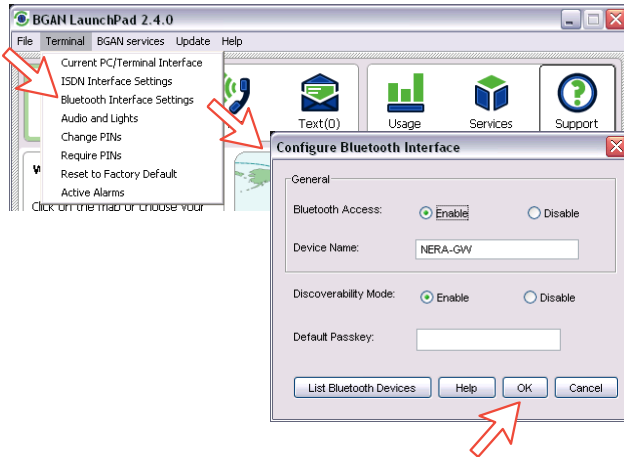 BGAN LaunchPad 2.4.0
File Terminal BGAN services Update Help
Current PC/Terminal Interface
ISDN Interface Settings
Bluetooth Interface Settings
Audio and Lights
Change PINs
Require PINs
Reset to Factory Default
Active Alarms
Text(0) Usage Services Support
Click on the map or choose your
Configure Bluetooth Interface
General
Bluetooth Access: Enable Disable
Device Name: NERA-GW
Discoverability Mode: Enable Disable
Default Passkey:
List Bluetooth Devices Help OK Cancel